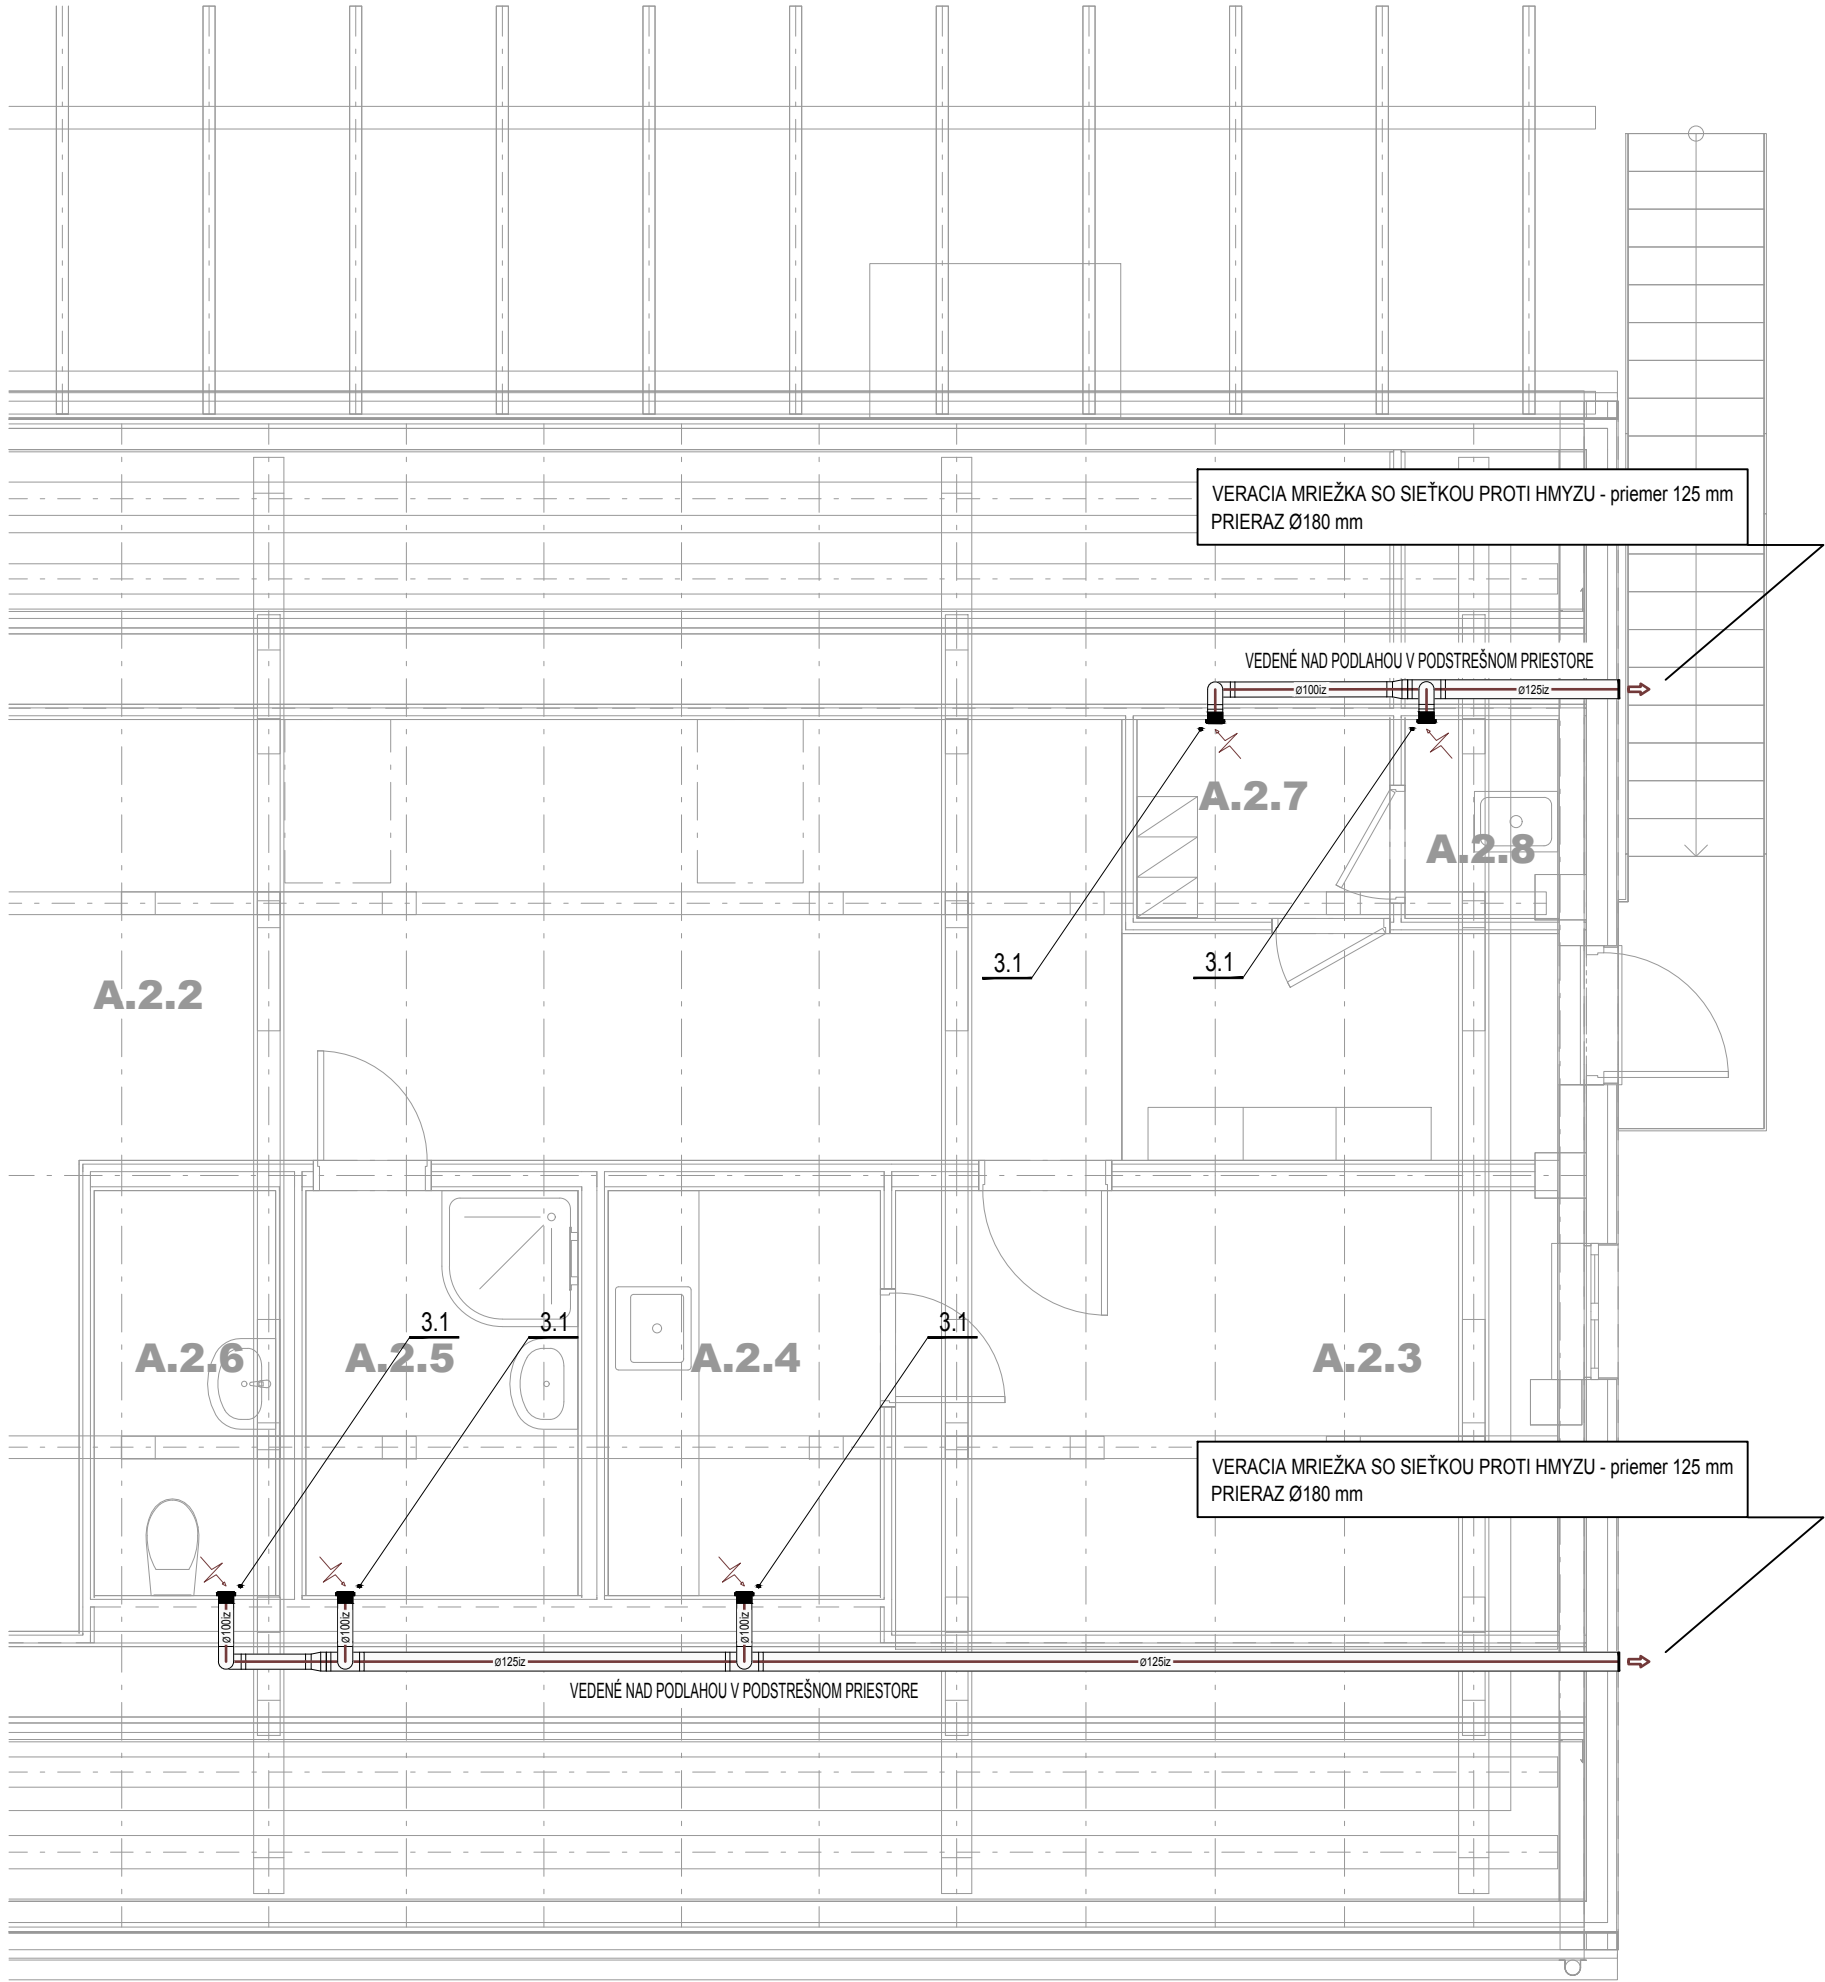 VERACIA MRIEŽKA SO SIEŤKOU PROTI HMYZU - priemer 125 mm
PRIERAZ Ø180 mm
VEDENÉ NAD PODLAHOU V PODSTREŠNOM PRIESTORE
Ø100iz
Ø125iz
A.2.7
A.2.8
3.1
3.1
A.2.2
3.1
3.1
3.1
A.2.6
A.2.5
A.2.4
A.2.3
VERACIA MRIEŽKA SO SIEŤKOU PROTI HMYZU - priemer 125 mm
PRIERAZ Ø180 mm
Ø100iz
Ø100iz
Ø100iz
Ø125iz
Ø125iz
VEDENÉ NAD PODLAHOU V PODSTREŠNOM PRIESTORE